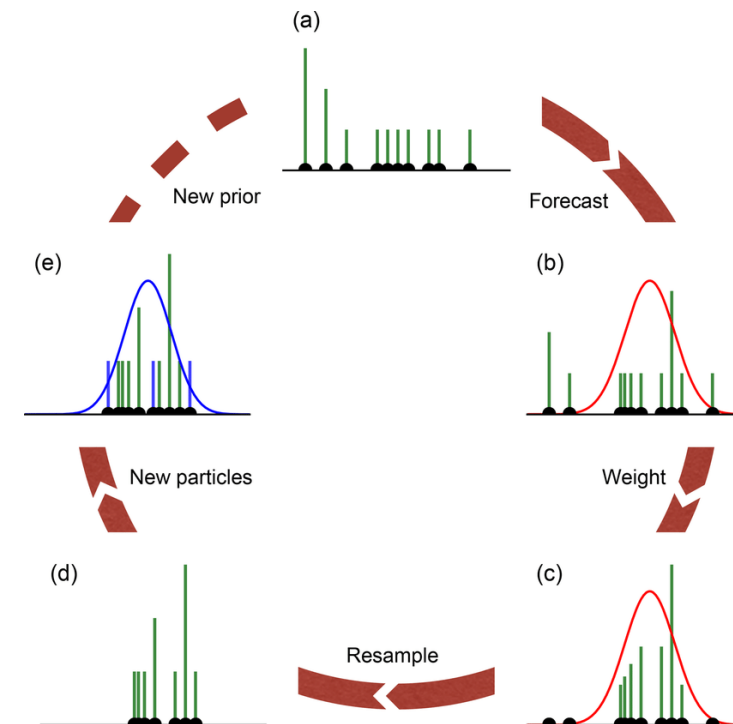 (a)
New prior
Forecast
(e)
(b)
New particles
Weight
(d)
(c)
Resample